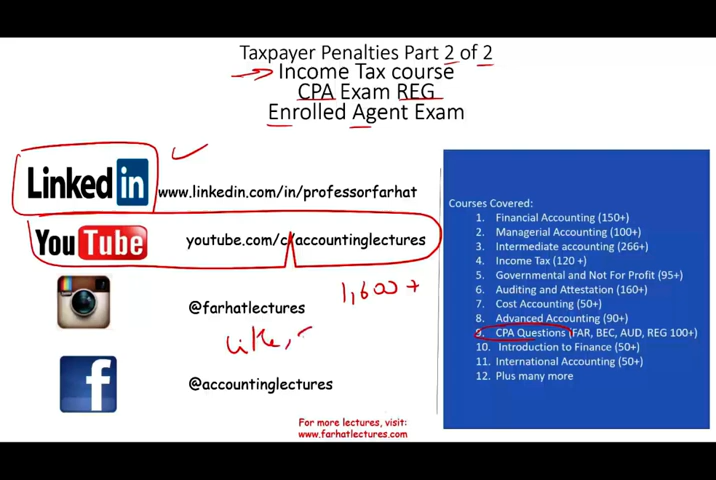 Taxpayer Penalties Part 2 of 2
Income Tax course
CPA Exam REG
Enrolled Agent Exam
Linked in
www.linkedin.com/in/professorfarhat
YouTube
youtube.com/c/accountinglectures
1,600+
@farhatlectures
like,
@accountinglectures
For more lectures, visit:
www.farhatlectures.com
Courses Covered:
1. Financial Accounting (150+)
2. Managerial Accounting (100+)
3. Intermediate accounting (266+)
4. Income Tax (120 +)
5. Governmental and Not For Profit (95+)
6. Auditing and Attestation (160+)
7. Cost Accounting (50+)
8. Advanced Accounting (90+)
9. CPA Questions (FAR, BEC, AUD, REG 100+)
10. Introduction to Finance (50+)
11. International Accounting (50+)
12. Plus many more